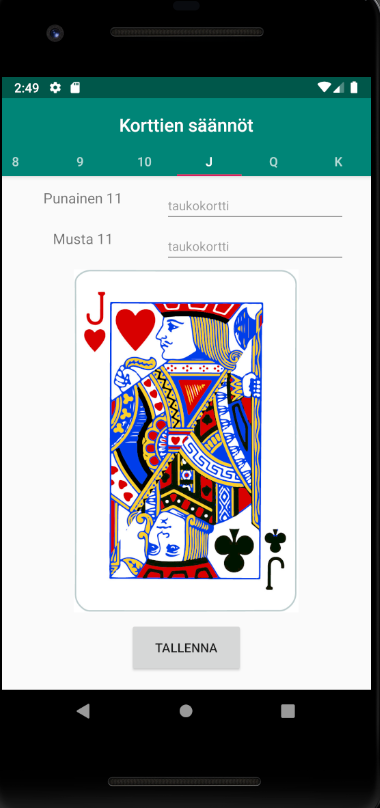 2:49
Korttien säännöt
8 9 10 J Q K
Punainen 11 taukokortti
Musta 11 taukokortti
J
J
TALLENNA